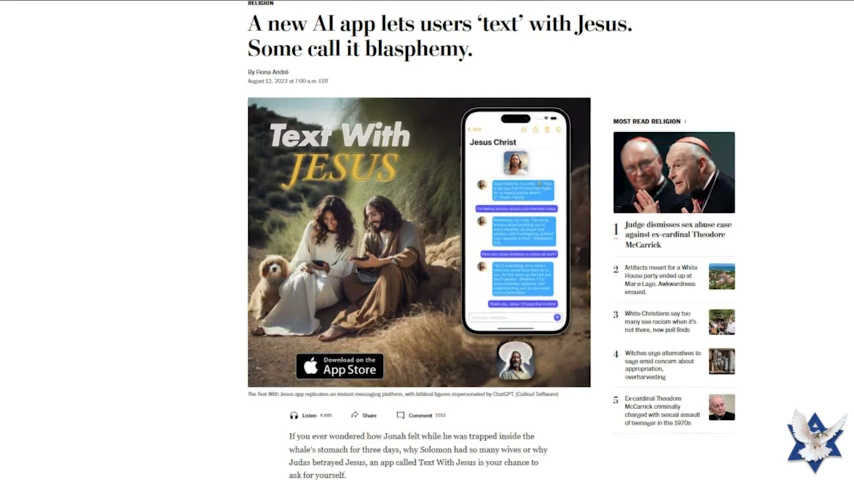 RELIGION
A new AI app lets users ‘text’ with Jesus.
Some call it blasphemy.
By Fiona André
August 12, 2023 at 7:00 a.m. EDT
Text With
JESUS
Jesus Christ
Download on the
App Store
The Text With Jesus app replicates an instant messaging platform, with biblical figures impersonated by ChatGPT. (Catloaf Software)
Listen 4 min
Share
Comment
If you ever wondered how Jonah felt while he was trapped inside the
whale's stomach for three days, why Solomon had so many wives or why
Judas betrayed Jesus, an app called Text With Jesus is your chance to
ask for yourself.
MOST READ RELIGION ›
1 Judge dismisses sex abuse case
against ex-cardinal Theodore
McCarrick
2 Artifacts meant for a White
House party ended up at
Mar-a-Lago. Awkwardness
ensued.
3 White Christians say too
many see racism when it's
not there, new poll finds
4 Witches urge alternatives to
sage amid concern about
appropriation,
overharvesting
5 Ex-cardinal Theodore
McCarrick criminally
charged with sexual assault
of teenager in the 1970s